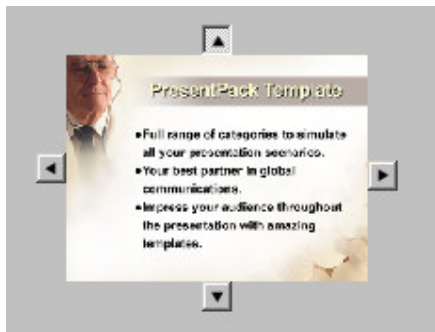 PresentPack Template
•Full range of categories to simulate
all your presentation scenarios.
•Your best partner in global
communications.
•Impress your audience throughout
the presentation with amazing
templates.